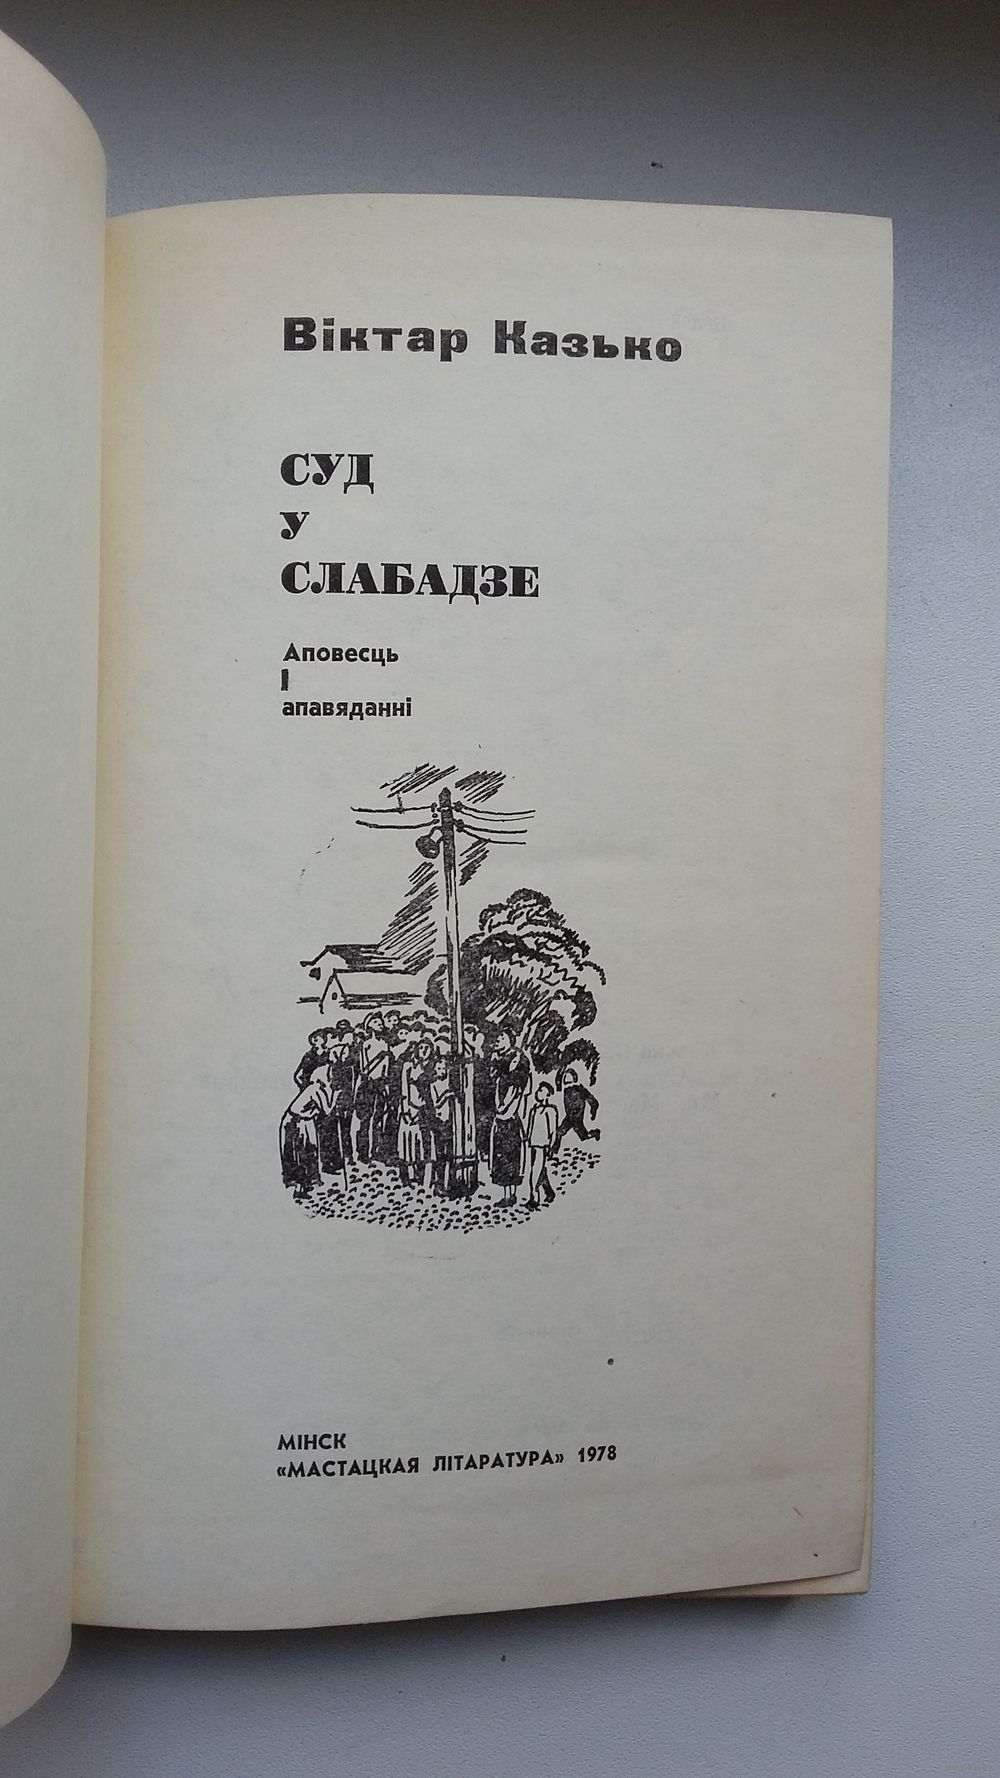 Віктар Казько
СУД
У
СЛАБАДЗЕ
Аповесць
і
апавяданні
МІНСК
«МАСТАЦКАЯ ЛІТАРАТУРА» 1978